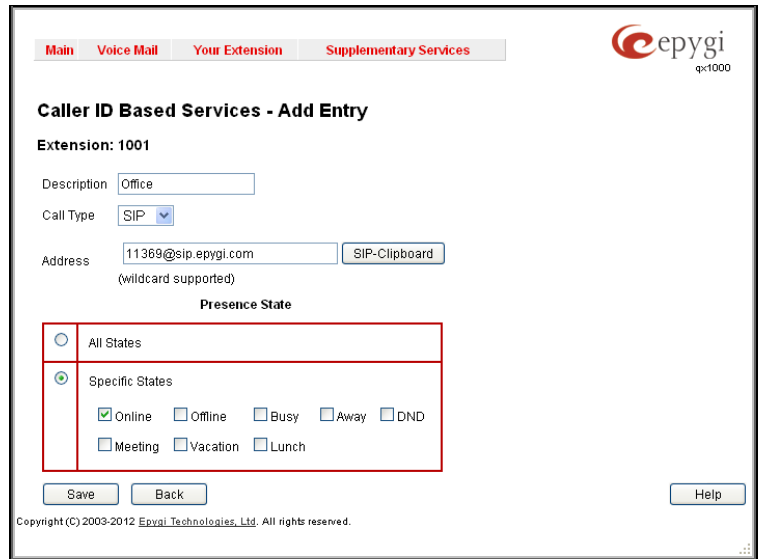 epygi
qx1000
Main Voice Mail Your Extension Supplementary Services
Caller ID Based Services - Add Entry
Extension: 1001
Description Office
Call Type SIP
Address 11369@sip.epygi.com SIP-Clipboard
(wildcard supported)
Presence State
All States
Specific States
Online Offline Busy Away DND
Meeting Vacation Lunch
Save Back Help
Copyright (C) 2003-2012 Epygi Technologies, Ltd. All rights reserved.